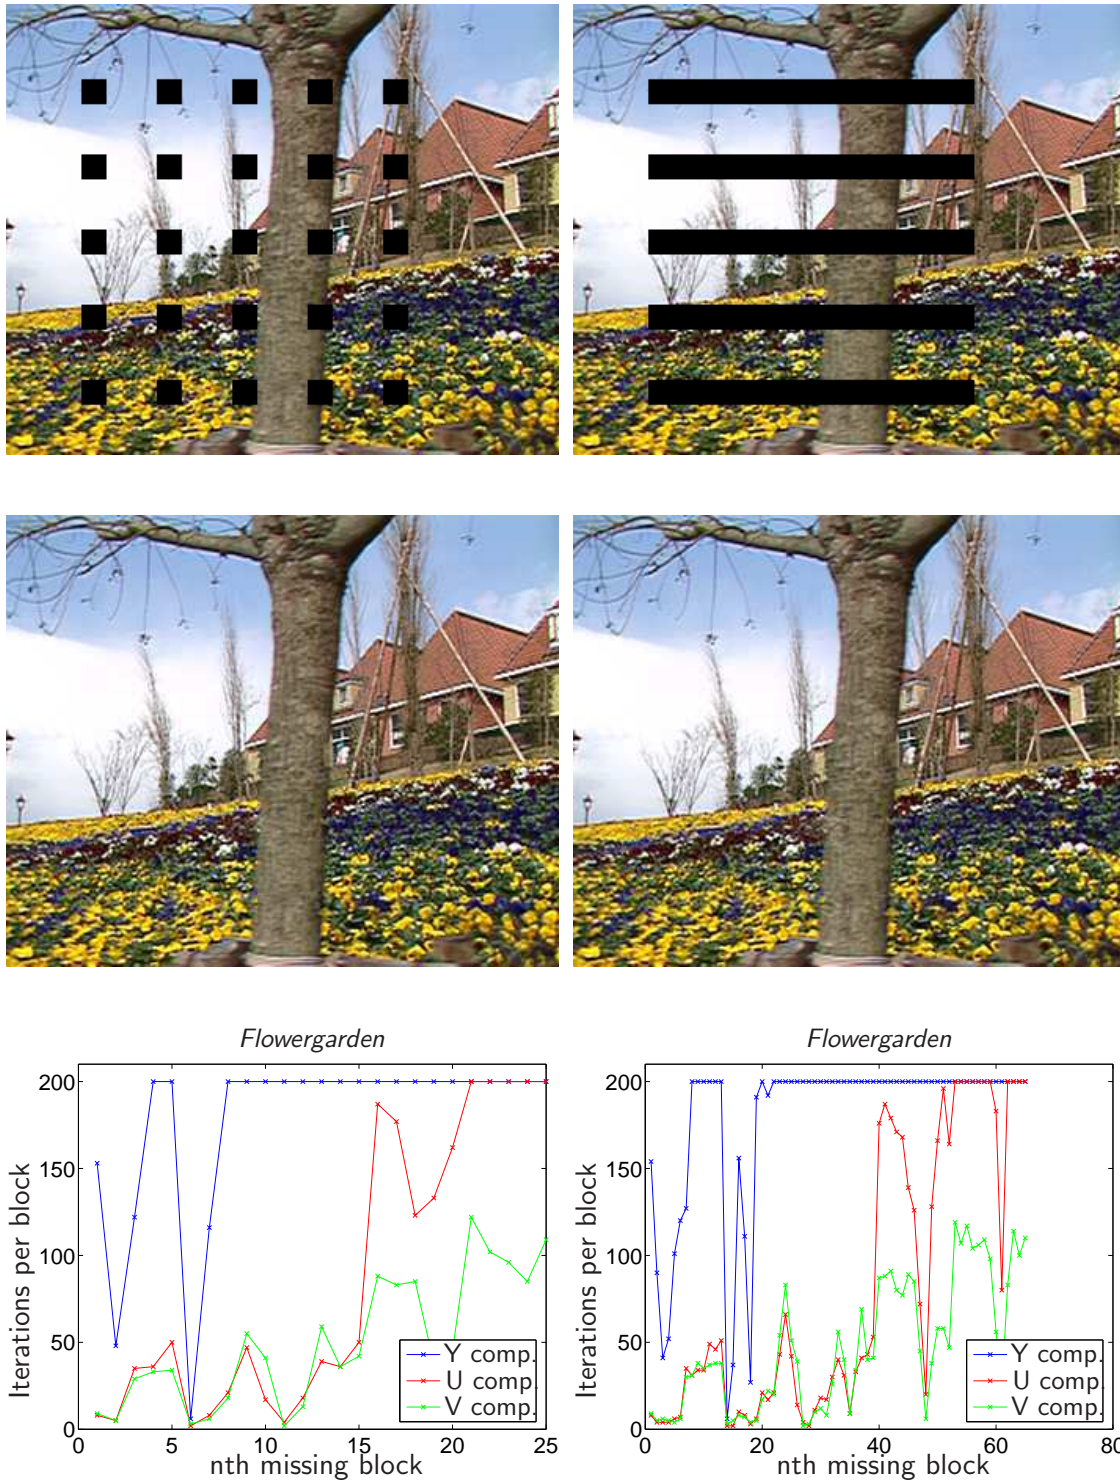 Flowergarden
200
150
100
50
0
0 5 10 15 20 25
Iterations per block
nth missing block
Y comp.
U comp.
V comp.
Flowergarden
200
150
100
50
0
0 20 40 60 80
Iterations per block
nth missing block
Y comp.
U comp.
V comp.